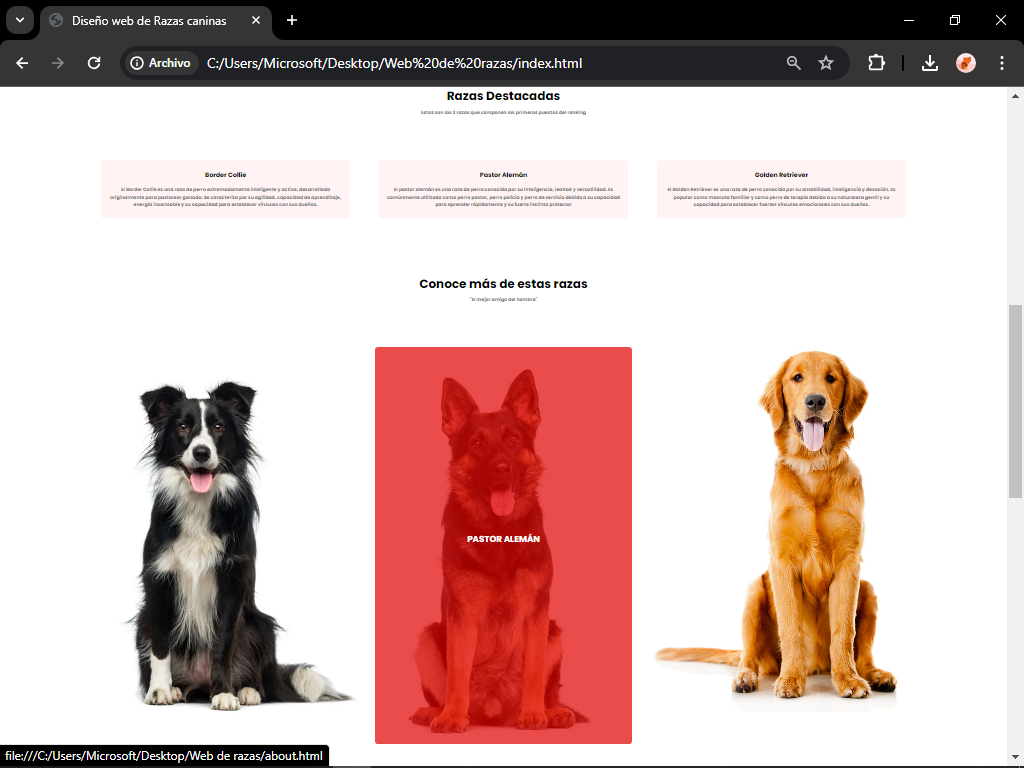 Diseño web de Razas caninas
Archivo
C:/Users/Microsoft/Desktop/Web%20de%20razas/index.html
Razas Destacadas
Estas son las 3 razas que componen los primeros puestos del ranking
Border Collie
El Border Collie es una raza de perro extremadamente inteligente y activa, desarrollada
originalmente para pastorear ganado. Se caracteriza por su agilidad, capacidad de aprendizaje,
energía incansable y su capacidad para establecer vínculos con sus dueños.
Pastor Alemán
El pastor alemán es una raza de perro conocida por su inteligencia, lealtad y versatilidad. Es
comúnmente utilizado como perro pastor, perro policía y perro de servicio debido a su capacidad
para aprender rápidamente y su fuerte instinto protector
Golden Retriever
El Golden Retriever es una raza de perro conocida por su amabilidad, inteligencia y devoción. Es
popular como mascota familiar y como perro de terapia debido a su naturaleza gentil y su
capacidad para establecer fuertes vínculos emocionales con sus dueños.
Conoce más de estas razas
"El mejor amigo del hombre"
PASTOR ALEMÁN
file:///C:/Users/Microsoft/Desktop/Web de razas/about.html